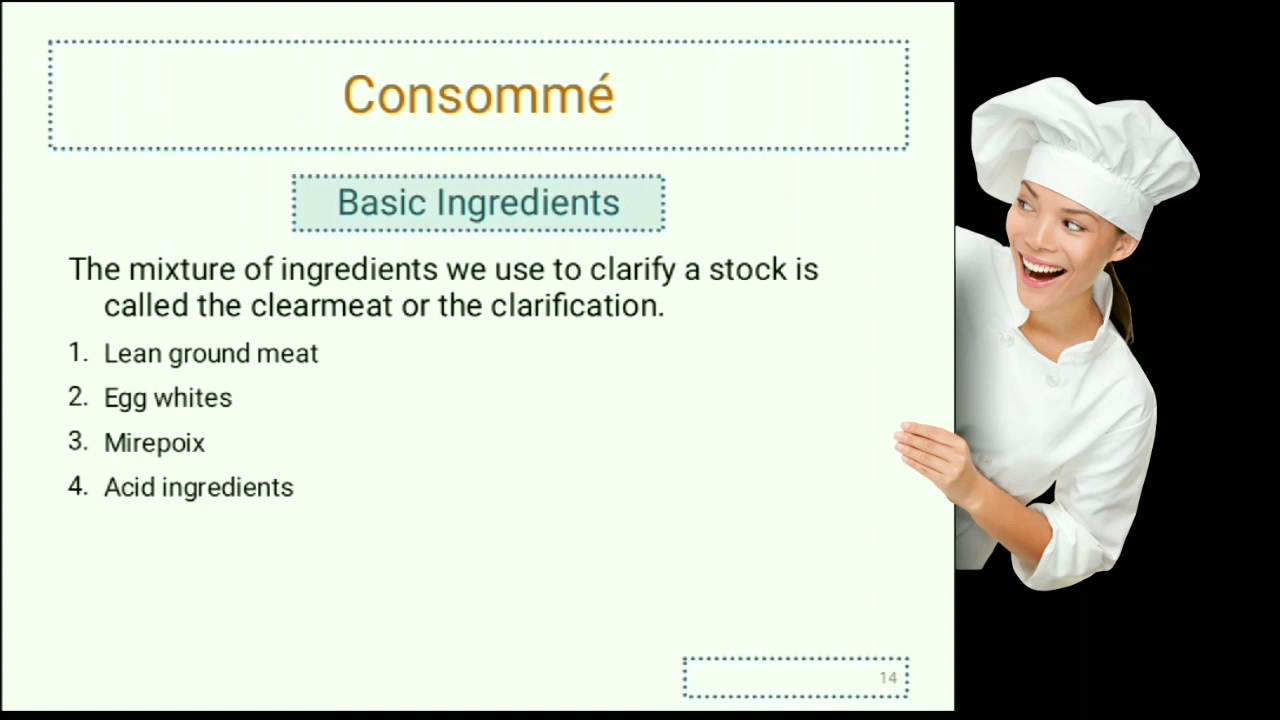 Consommé
Basic Ingredients
The mixture of ingredients we use to clarify a stock is
called the clearmeat or the clarification.
1. Lean ground meat
2. Egg whites
3. Mirepoix
4. Acid ingredients
14